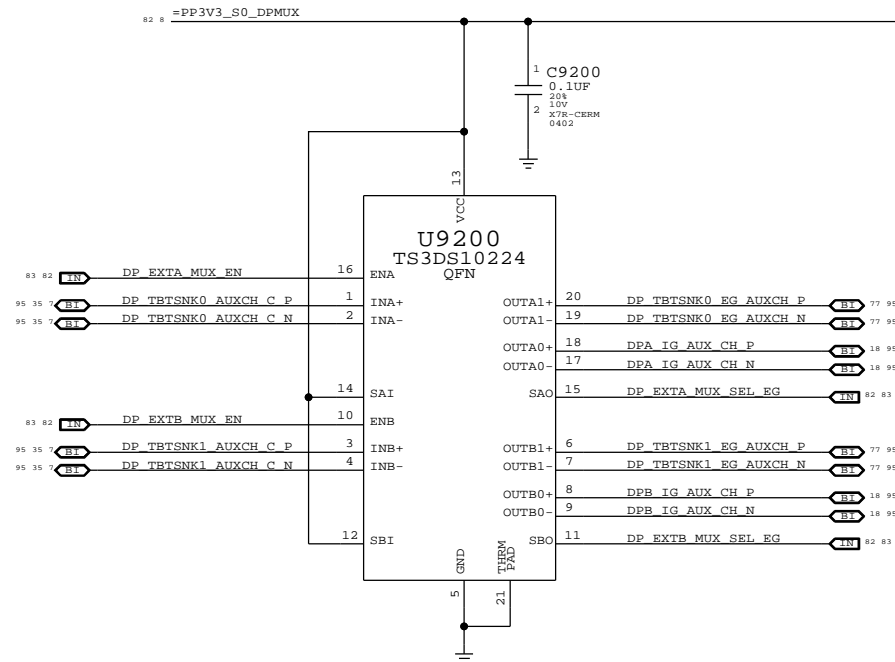 82 8 =PP3V3_S0_DPMUX
1 C9200
0.1UF
20%
10V
2 X7R-CERM
0402
13
VCC
U9200
TS3DS10224
QFN
83 82 IN DP_EXTA_MUX_EN 16 ENA
95 35 7 BI DP_TBTSNK0_AUXCH_C_P 1 INA+ OUTA1+ 20 DP_TBTSNK0_EG_AUXCH_P BI 77 95
95 35 7 BI DP_TBTSNK0_AUXCH_C_N 2 INA- OUTA1- 19 DP_TBTSNK0_EG_AUXCH_N BI 77 95
OUTA0+ 18 DPA_IG_AUX_CH_P BI 18 95
OUTA0- 17 DPA_IG_AUX_CH_N BI 18 95
14 SAI SAO 15 DP_EXTA_MUX_SEL_EG IN 82 83
83 82 IN DP_EXTB_MUX_EN 10 ENB
95 35 7 BI DP_TBTSNK1_AUXCH_C_P 3 INB+ OUTB1+ 6 DP_TBTSNK1_EG_AUXCH_P BI 77 95
95 35 7 BI DP_TBTSNK1_AUXCH_C_N 4 INB- OUTB1- 7 DP_TBTSNK1_EG_AUXCH_N BI 77 95
OUTB0+ 8 DPB_IG_AUX_CH_P BI 18 95
OUTB0- 9 DPB_IG_AUX_CH_N BI 18 95
12 SBI SBO 11 DP_EXTB_MUX_SEL_EG IN 82 83
GND
THRM
PAD
5
21